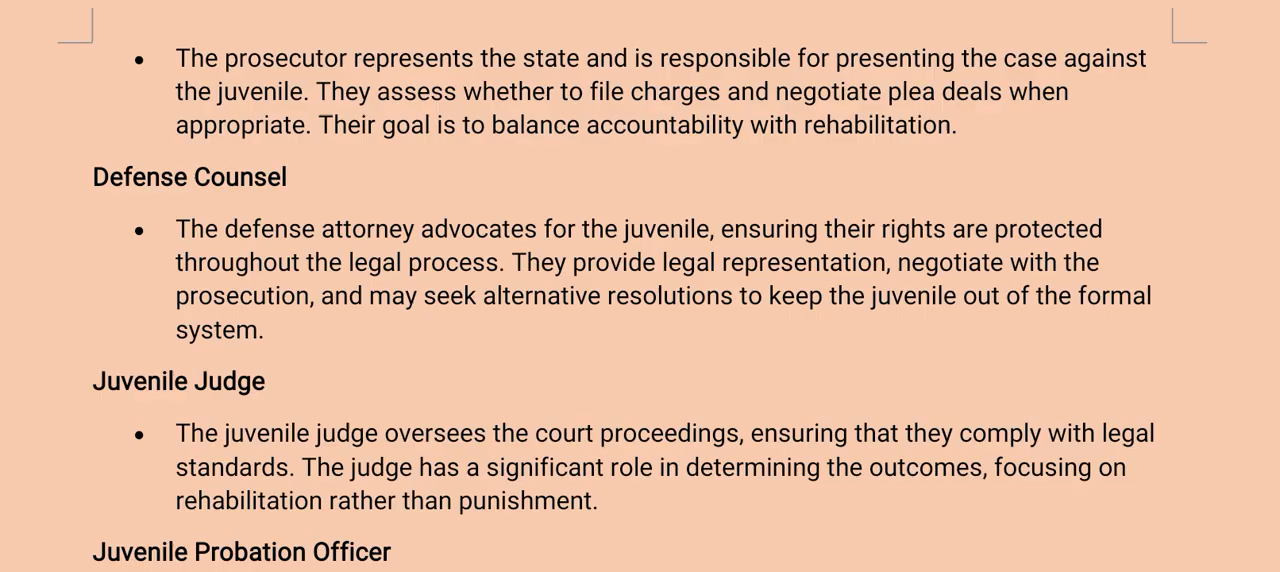 • The prosecutor represents the state and is responsible for presenting the case against
the juvenile. They assess whether to file charges and negotiate plea deals when
appropriate. Their goal is to balance accountability with rehabilitation.
Defense Counsel
• The defense attorney advocates for the juvenile, ensuring their rights are protected
throughout the legal process. They provide legal representation, negotiate with the
prosecution, and may seek alternative resolutions to keep the juvenile out of the formal
system.
Juvenile Judge
• The juvenile judge oversees the court proceedings, ensuring that they comply with legal
standards. The judge has a significant role in determining the outcomes, focusing on
rehabilitation rather than punishment.
Juvenile Probation Officer